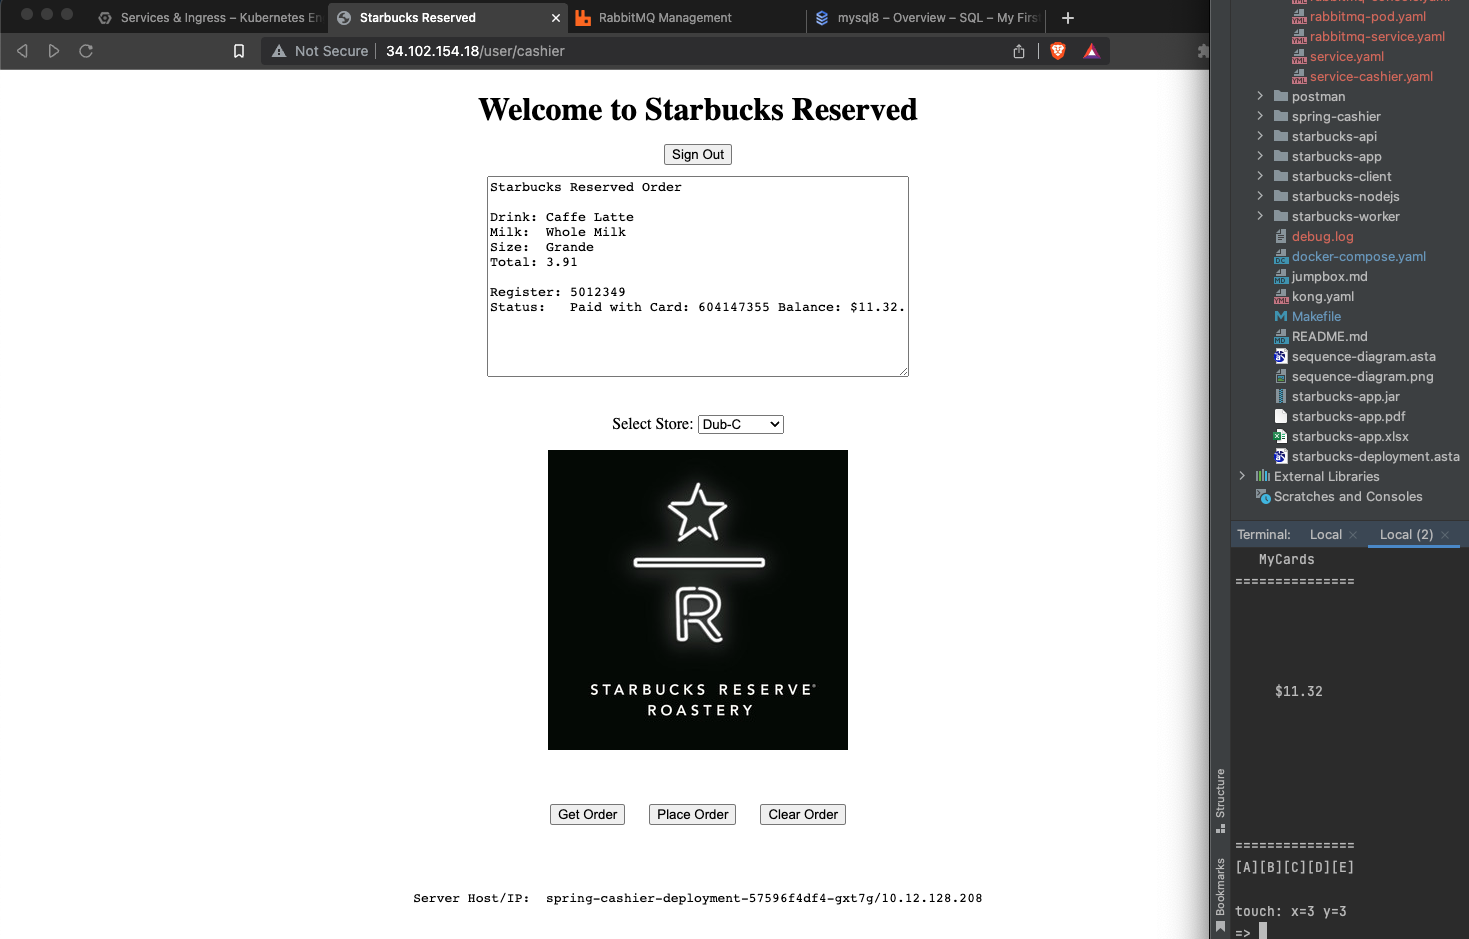 Services & Ingress – Kubernetes En
Starbucks Reserved
RabbitMQ Management
mysql8 – Overview – SQL – My Firs
Not Secure
34.102.154.18/user/cashier
Welcome to Starbucks Reserved
Sign Out
Starbucks Reserved Order
Drink: Caffe Latte
Milk: Whole Milk
Size: Grande
Total: 3.91
Register: 5012349
Status: Paid with Card: 604147355 Balance: $11.32.
Select Store: Dub-C
STARBUCKS RESERVE
ROASTERY
Get Order
Place Order
Clear Order
Server Host/IP: spring-cashier-deployment-57596f4df4-gxt7g/10.12.128.208
rabbitmq-pod.yaml
rabbitmq-service.yaml
service.yaml
service-cashier.yaml
postman
spring-cashier
starbucks-api
starbucks-app
starbucks-client
starbucks-nodejs
starbucks-worker
debug.log
docker-compose.yaml
jumpbox.md
kong.yaml
Makefile
README.md
sequence-diagram.asta
sequence-diagram.png
starbucks-app.jar
starbucks-app.pdf
starbucks-app.xlsx
starbucks-deployment.asta
External Libraries
Scratches and Consoles
Terminal: Local Local (2)
MyCards
===============
$11.32
===============
[A][B][C][D][E]
touch: x=3 y=3
=>
Structure
Bookmarks